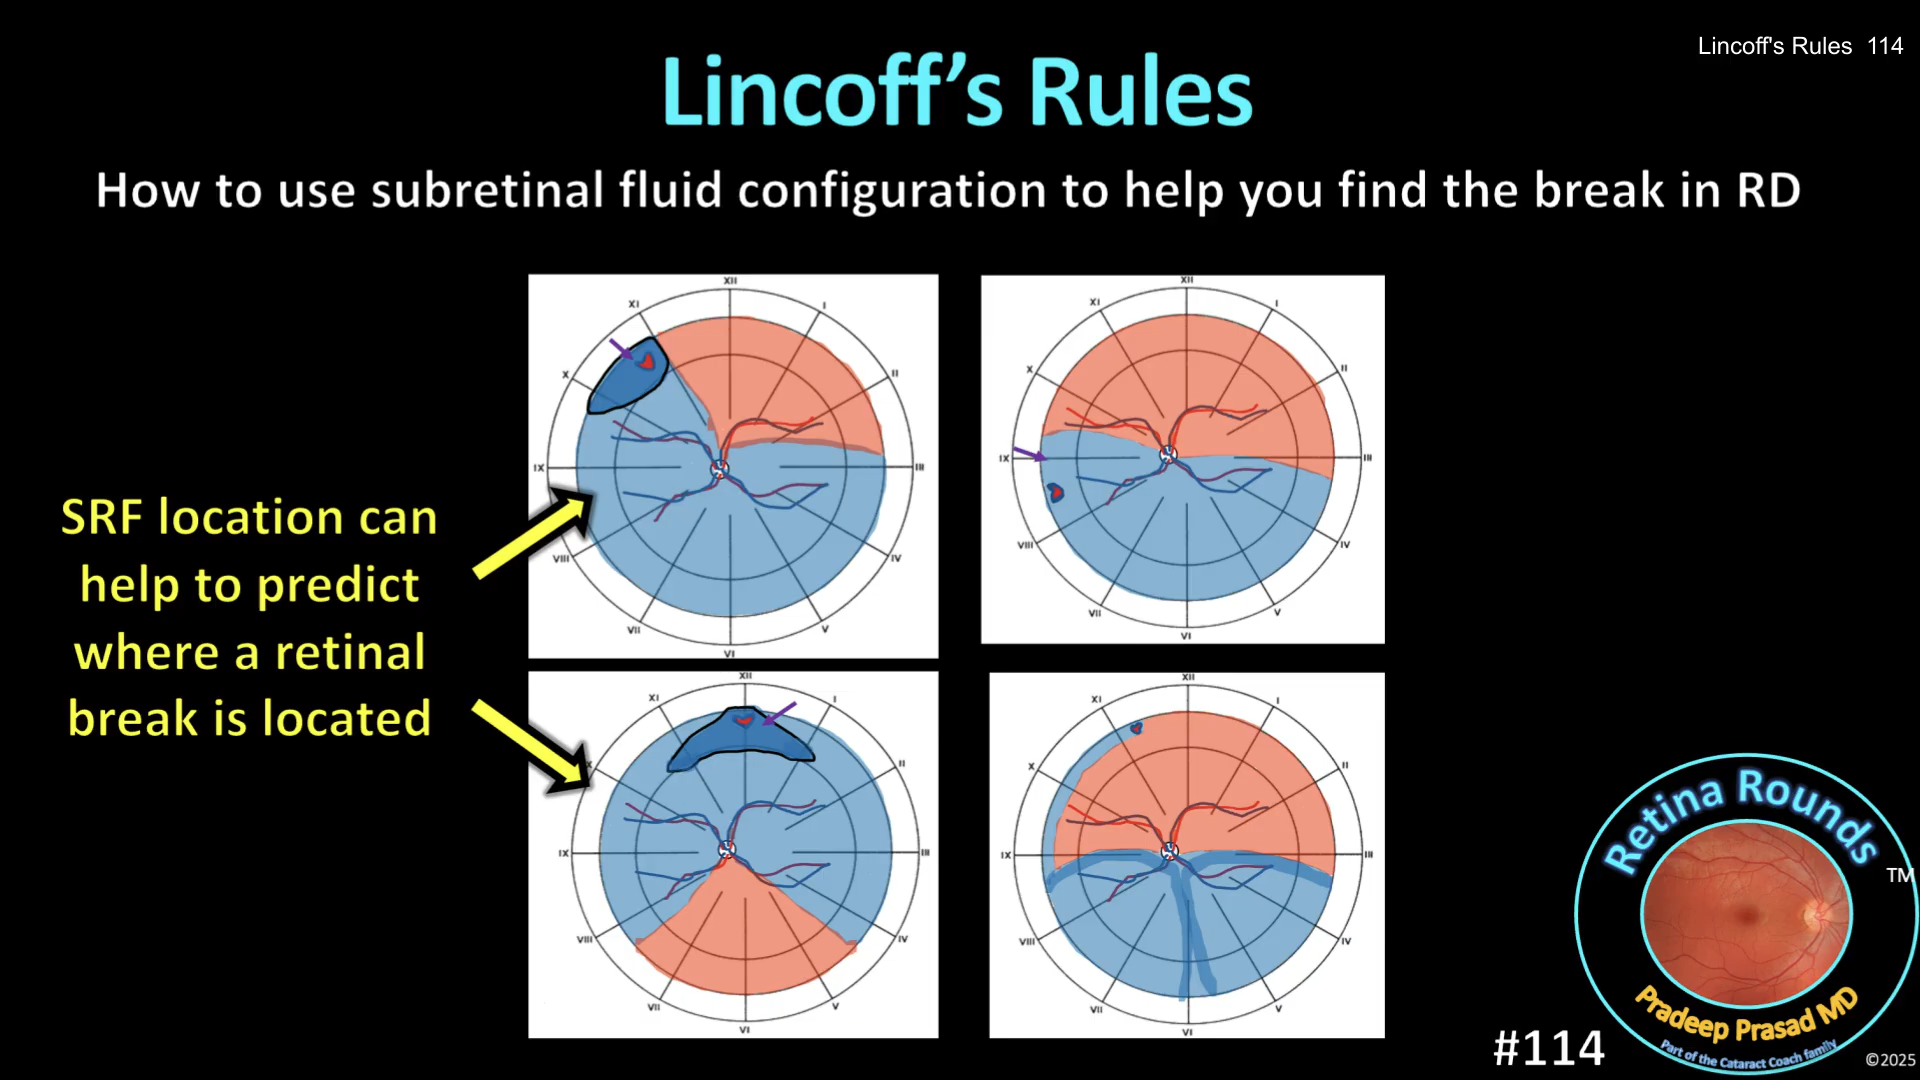 Lincoff's Rules 114
Lincoff’s Rules
How to use subretinal fluid configuration to help you find the break in RD
XII
XI
I
X
II
IX
III
VIII
IV
VII
V
VI
XII
XI
I
X
II
IX
III
VIII
IV
VII
V
VI
SRF location can
help to predict
where a retinal
break is located
XII
XI
I
X
II
IX
III
VIII
IV
VII
V
VI
XII
XI
I
X
II
IX
III
VIII
IV
VII
V
VI
Retina Rounds
TM
Pradeep Prasad MD
Part of the Cataract Coach family
#114
©2025